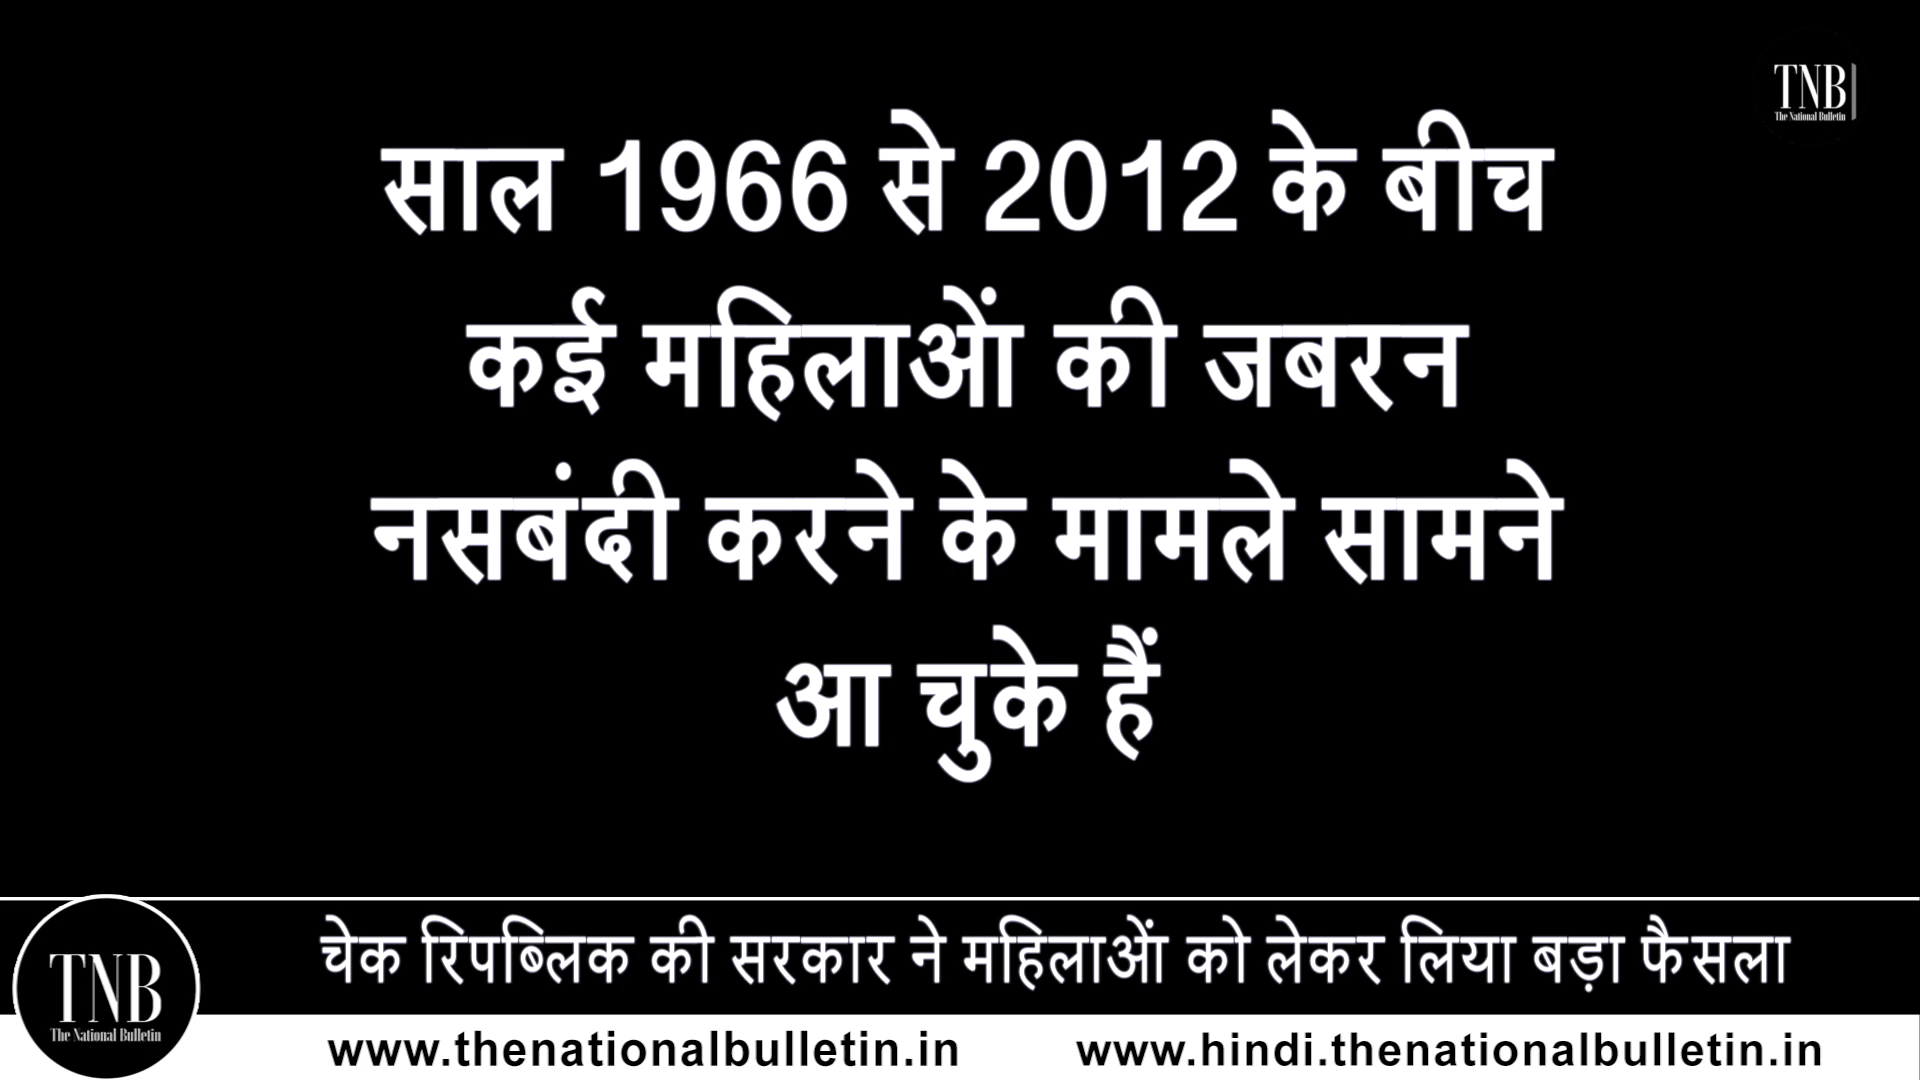 TNB
The National Bulletin
साल 1966 से 2012 के बीच
कई महिलाओं की जबरन
नसबंदी करने के मामले सामने
आ चुके हैं
चेक रिपब्लिक की सरकार ने महिलाओं को लेकर लिया बड़ा फैसला
TNB
The National Bulletin
www.thenationalbulletin.in www.hindi.thenationalbulletin.in